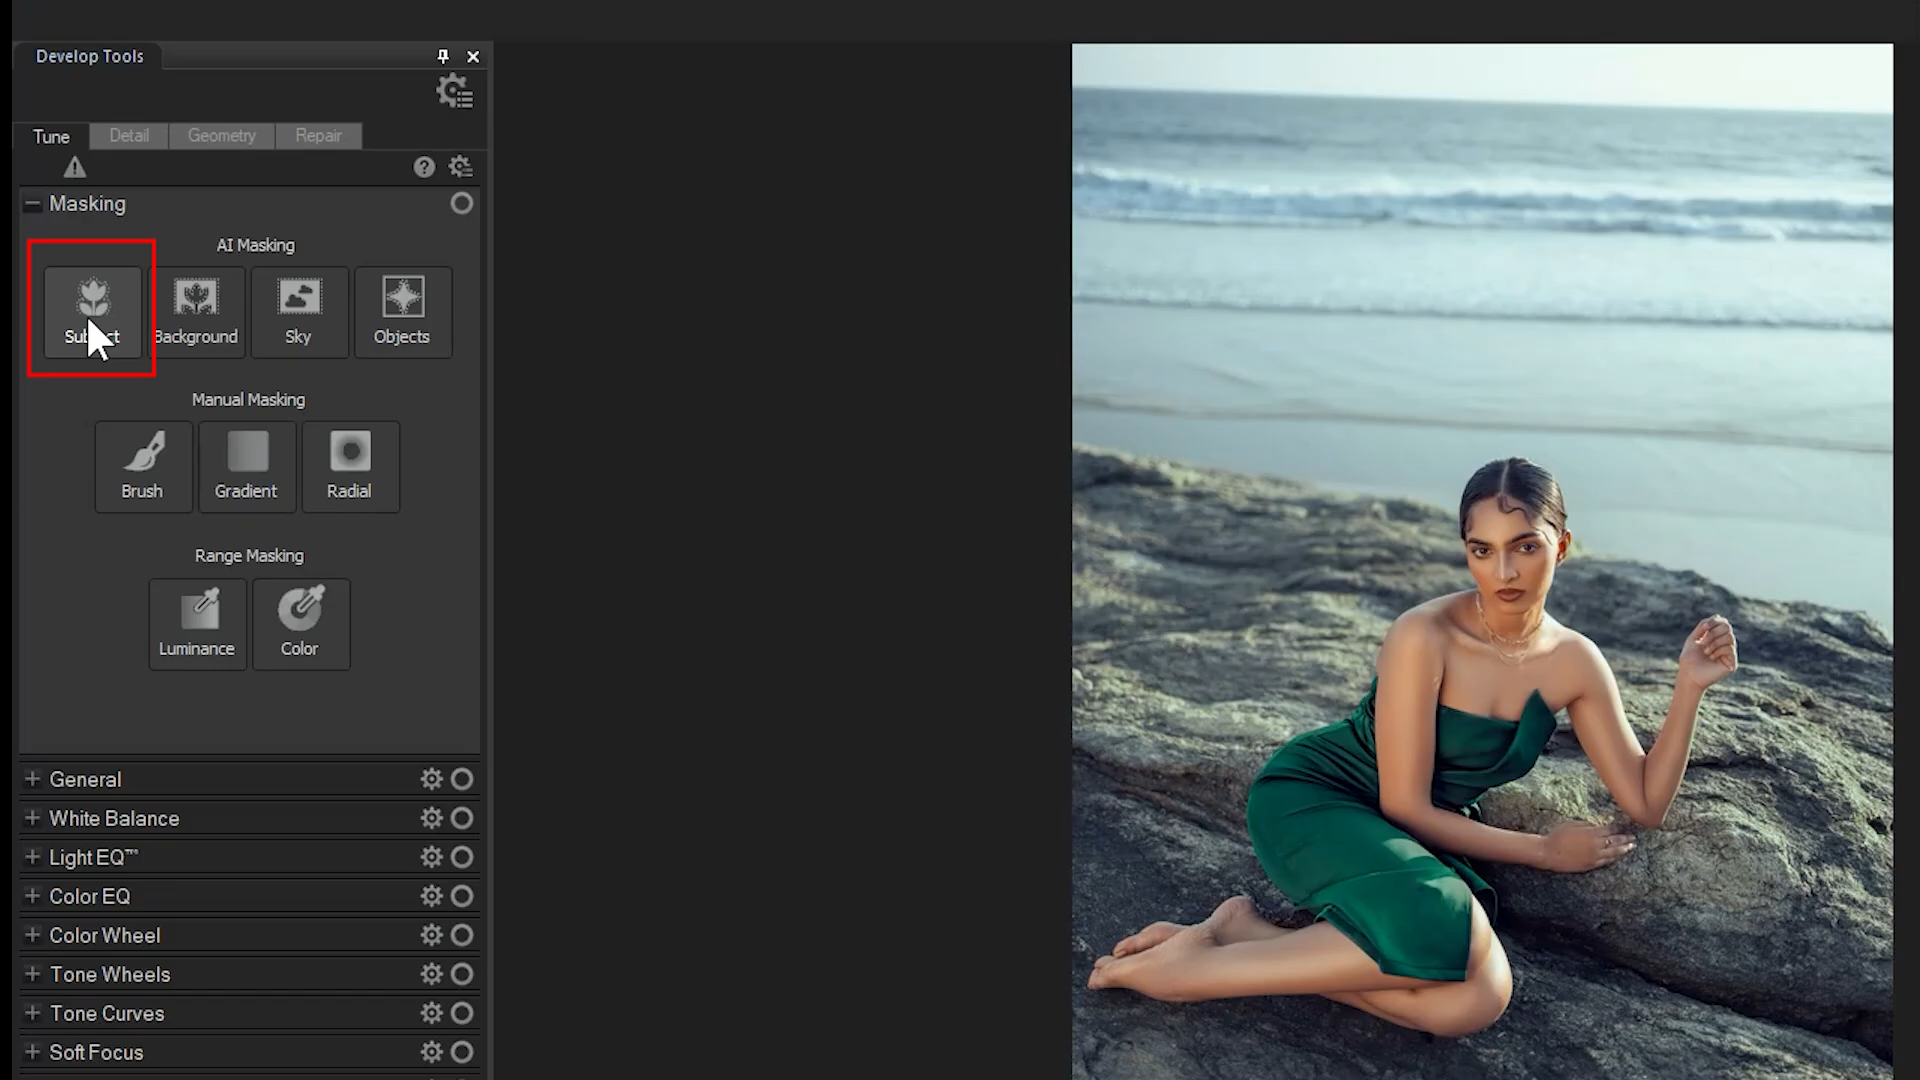 Develop Tools
Tune Detail Geometry Repair
Masking
AI Masking
Background Sky Objects
Manual Masking
Brush Gradient Radial
Range Masking
Luminance Color
General
White Balance
Light EQ™
Color EQ
Color Wheel
Tone Wheels
Tone Curves
Soft Focus